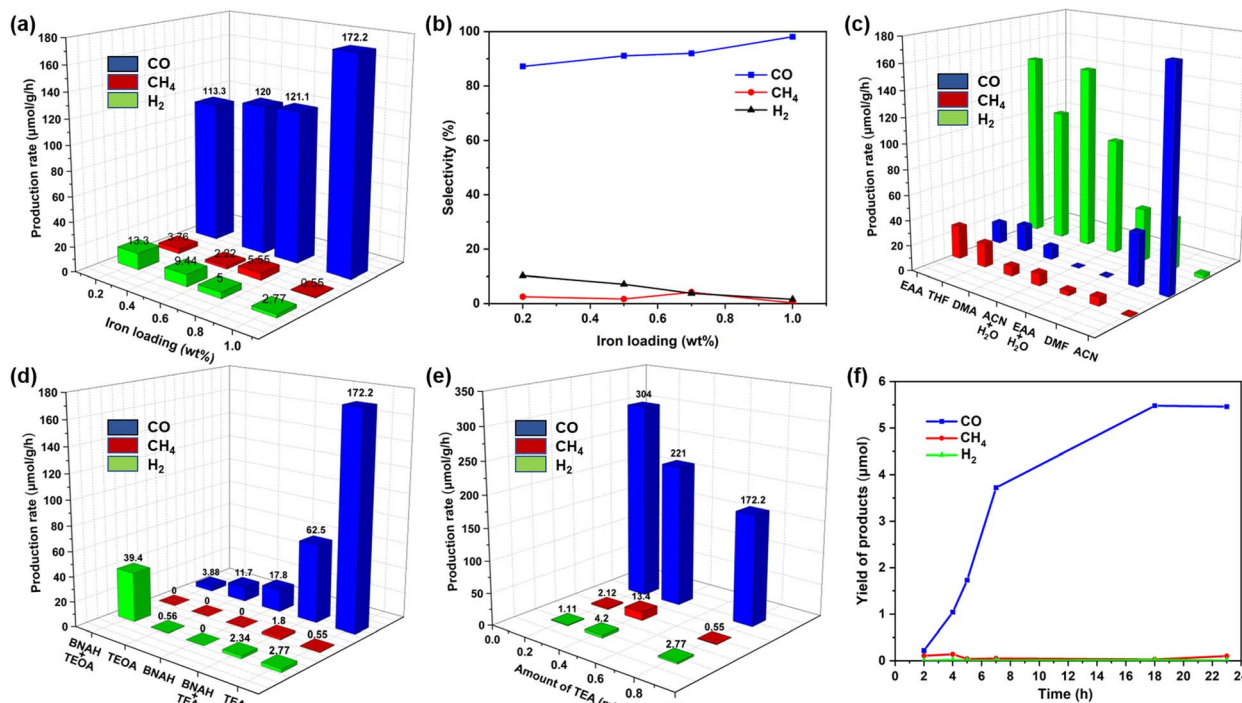 (a)
180
160
140
120
100
80
60
40
20
0
Production rate (μmol/g/h)
CO
CH4
H2
113.3
120
121.1
172.2
3.76
2.22
5.55
0.55
13.3
9.44
5
2.77
0.2
0.4
0.6
0.8
1.0
Iron loading (wt%)
(b)
100
80
60
40
20
0
Selectivity (%)
CO
CH4
H2
0.2
0.4
0.6
0.8
1.0
Iron loading (wt%)
(c)
180
160
140
120
100
80
60
40
20
0
Production rate (μmol/g/h)
CO
CH4
H2
EAA
THF
DMA
ACN
+
H2O
EAA
+
H2O
DMF
ACN
(d)
180
160
140
120
100
80
60
40
20
0
Production rate (μmol/g/h)
CO
CH4
H2
172.2
62.5
17.8
11.7
3.88
39.4
0
0
0
1.8
0.55
0.56
0
2.34
2.77
BNAH
+
TEOA
TEOA
BNAH
BNAH
+
(e)
350
300
250
200
150
100
50
0
Production rate (μmol/g/h)
CO
CH4
H2
304
221
172.2
2.12
13.4
0.55
1.11
4.2
2.77
0.0
0.2
0.4
0.6
0.8
Amount of TEA
(f)
6
5
4
3
2
1
0
Yield of products (μmol)
CO
CH4
H2
0 2 4 6 8 10 12 14 16 18 20 22 24
Time (h)